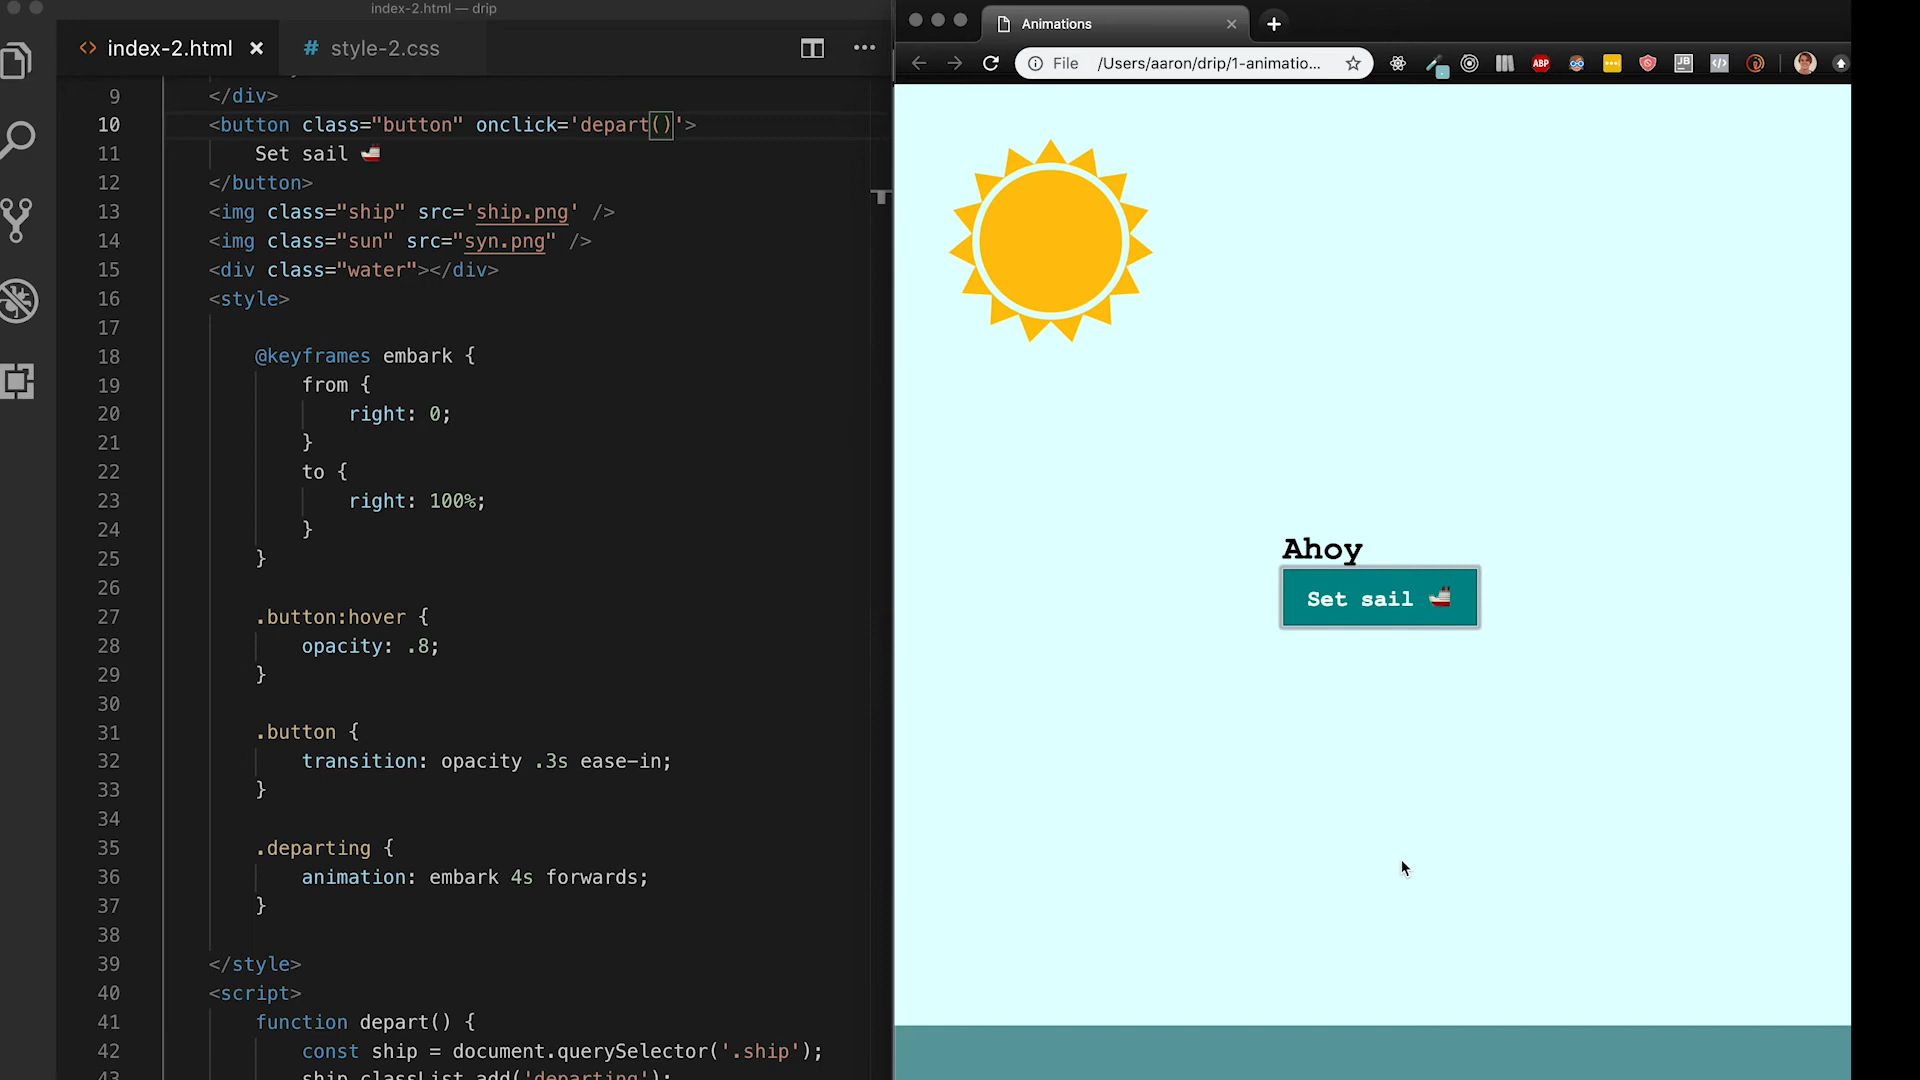 index-2.html — drip
index-2.html
# style-2.css
9 </div>
10 <button class="button" onclick='depart()'>
11 Set sail 🚢
12 </button>
13 <img class="ship" src='ship.png' />
14 <img class="sun" src="syn.png" />
15 <div class="water"></div>
16 <style>
17
18 @keyframes embark {
19 from {
20 right: 0;
21 }
22 to {
23 right: 100%;
24 }
25 }
26
27 .button:hover {
28 opacity: .8;
29 }
30
31 .button {
32 transition: opacity .3s ease-in;
33 }
34
35 .departing {
36 animation: embark 4s forwards;
37 }
38
39 </style>
40 <script>
41 function depart() {
42 const ship = document.querySelector('.ship');
43 ship.classList.add('departing');
Animations
File /Users/aaron/drip/1-animatio...
ABP
JB
Ahoy
Set sail 🚢